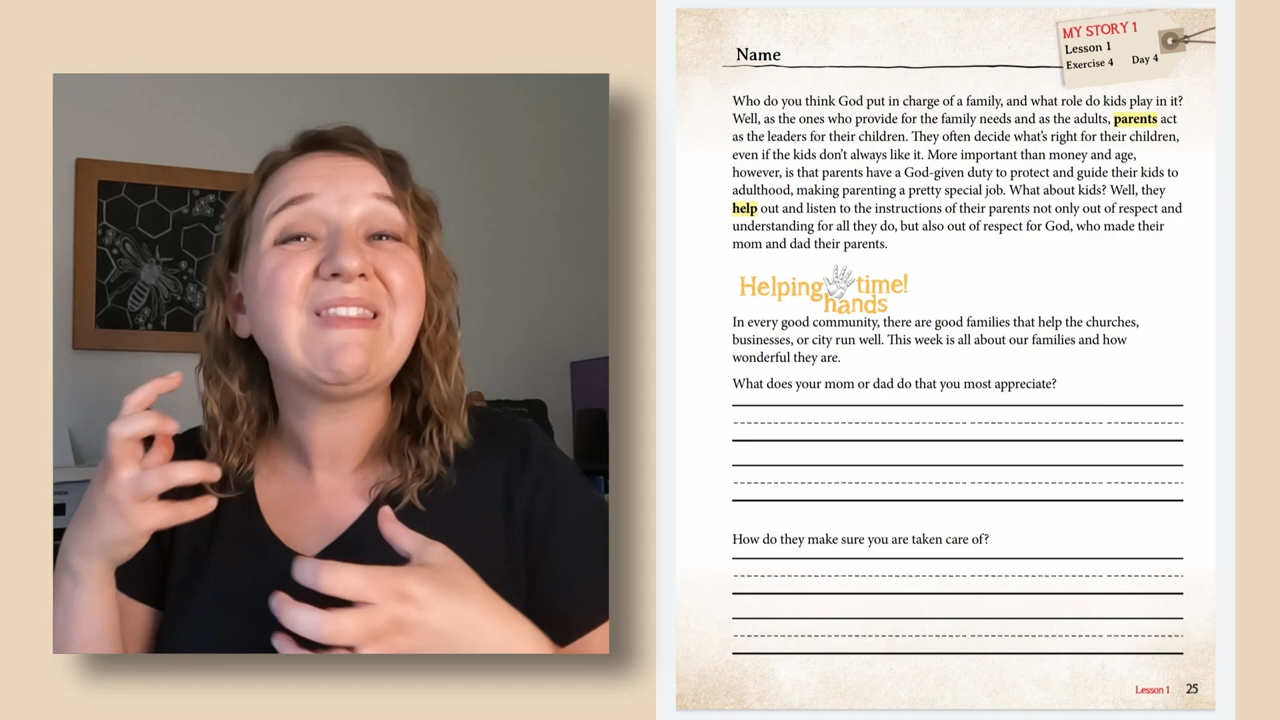 MY STORY 1
Lesson 1
Exercise 4 Day 4
Name
Who do you think God put in charge of a family, and what role do kids play in it?
Well, as the ones who provide for the family needs and as the adults, parents act
as the leaders for their children. They often decide what's right for their children,
even if the kids don't always like it. More important than money and age,
however, is that parents have a God-given duty to protect and guide their kids to
adulthood, making parenting a pretty special job. What about kids? Well, they
help out and listen to the instructions of their parents not only out of respect and
understanding for all they do, but also out of respect for God, who made their
mom and dad their parents.
Helping hands time!
In every good community, there are good families that help the churches,
businesses, or city run well. This week is all about our families and how
wonderful they are.
What does your mom or dad do that you most appreciate?
How do they make sure you are taken care of?
Lesson 1 25